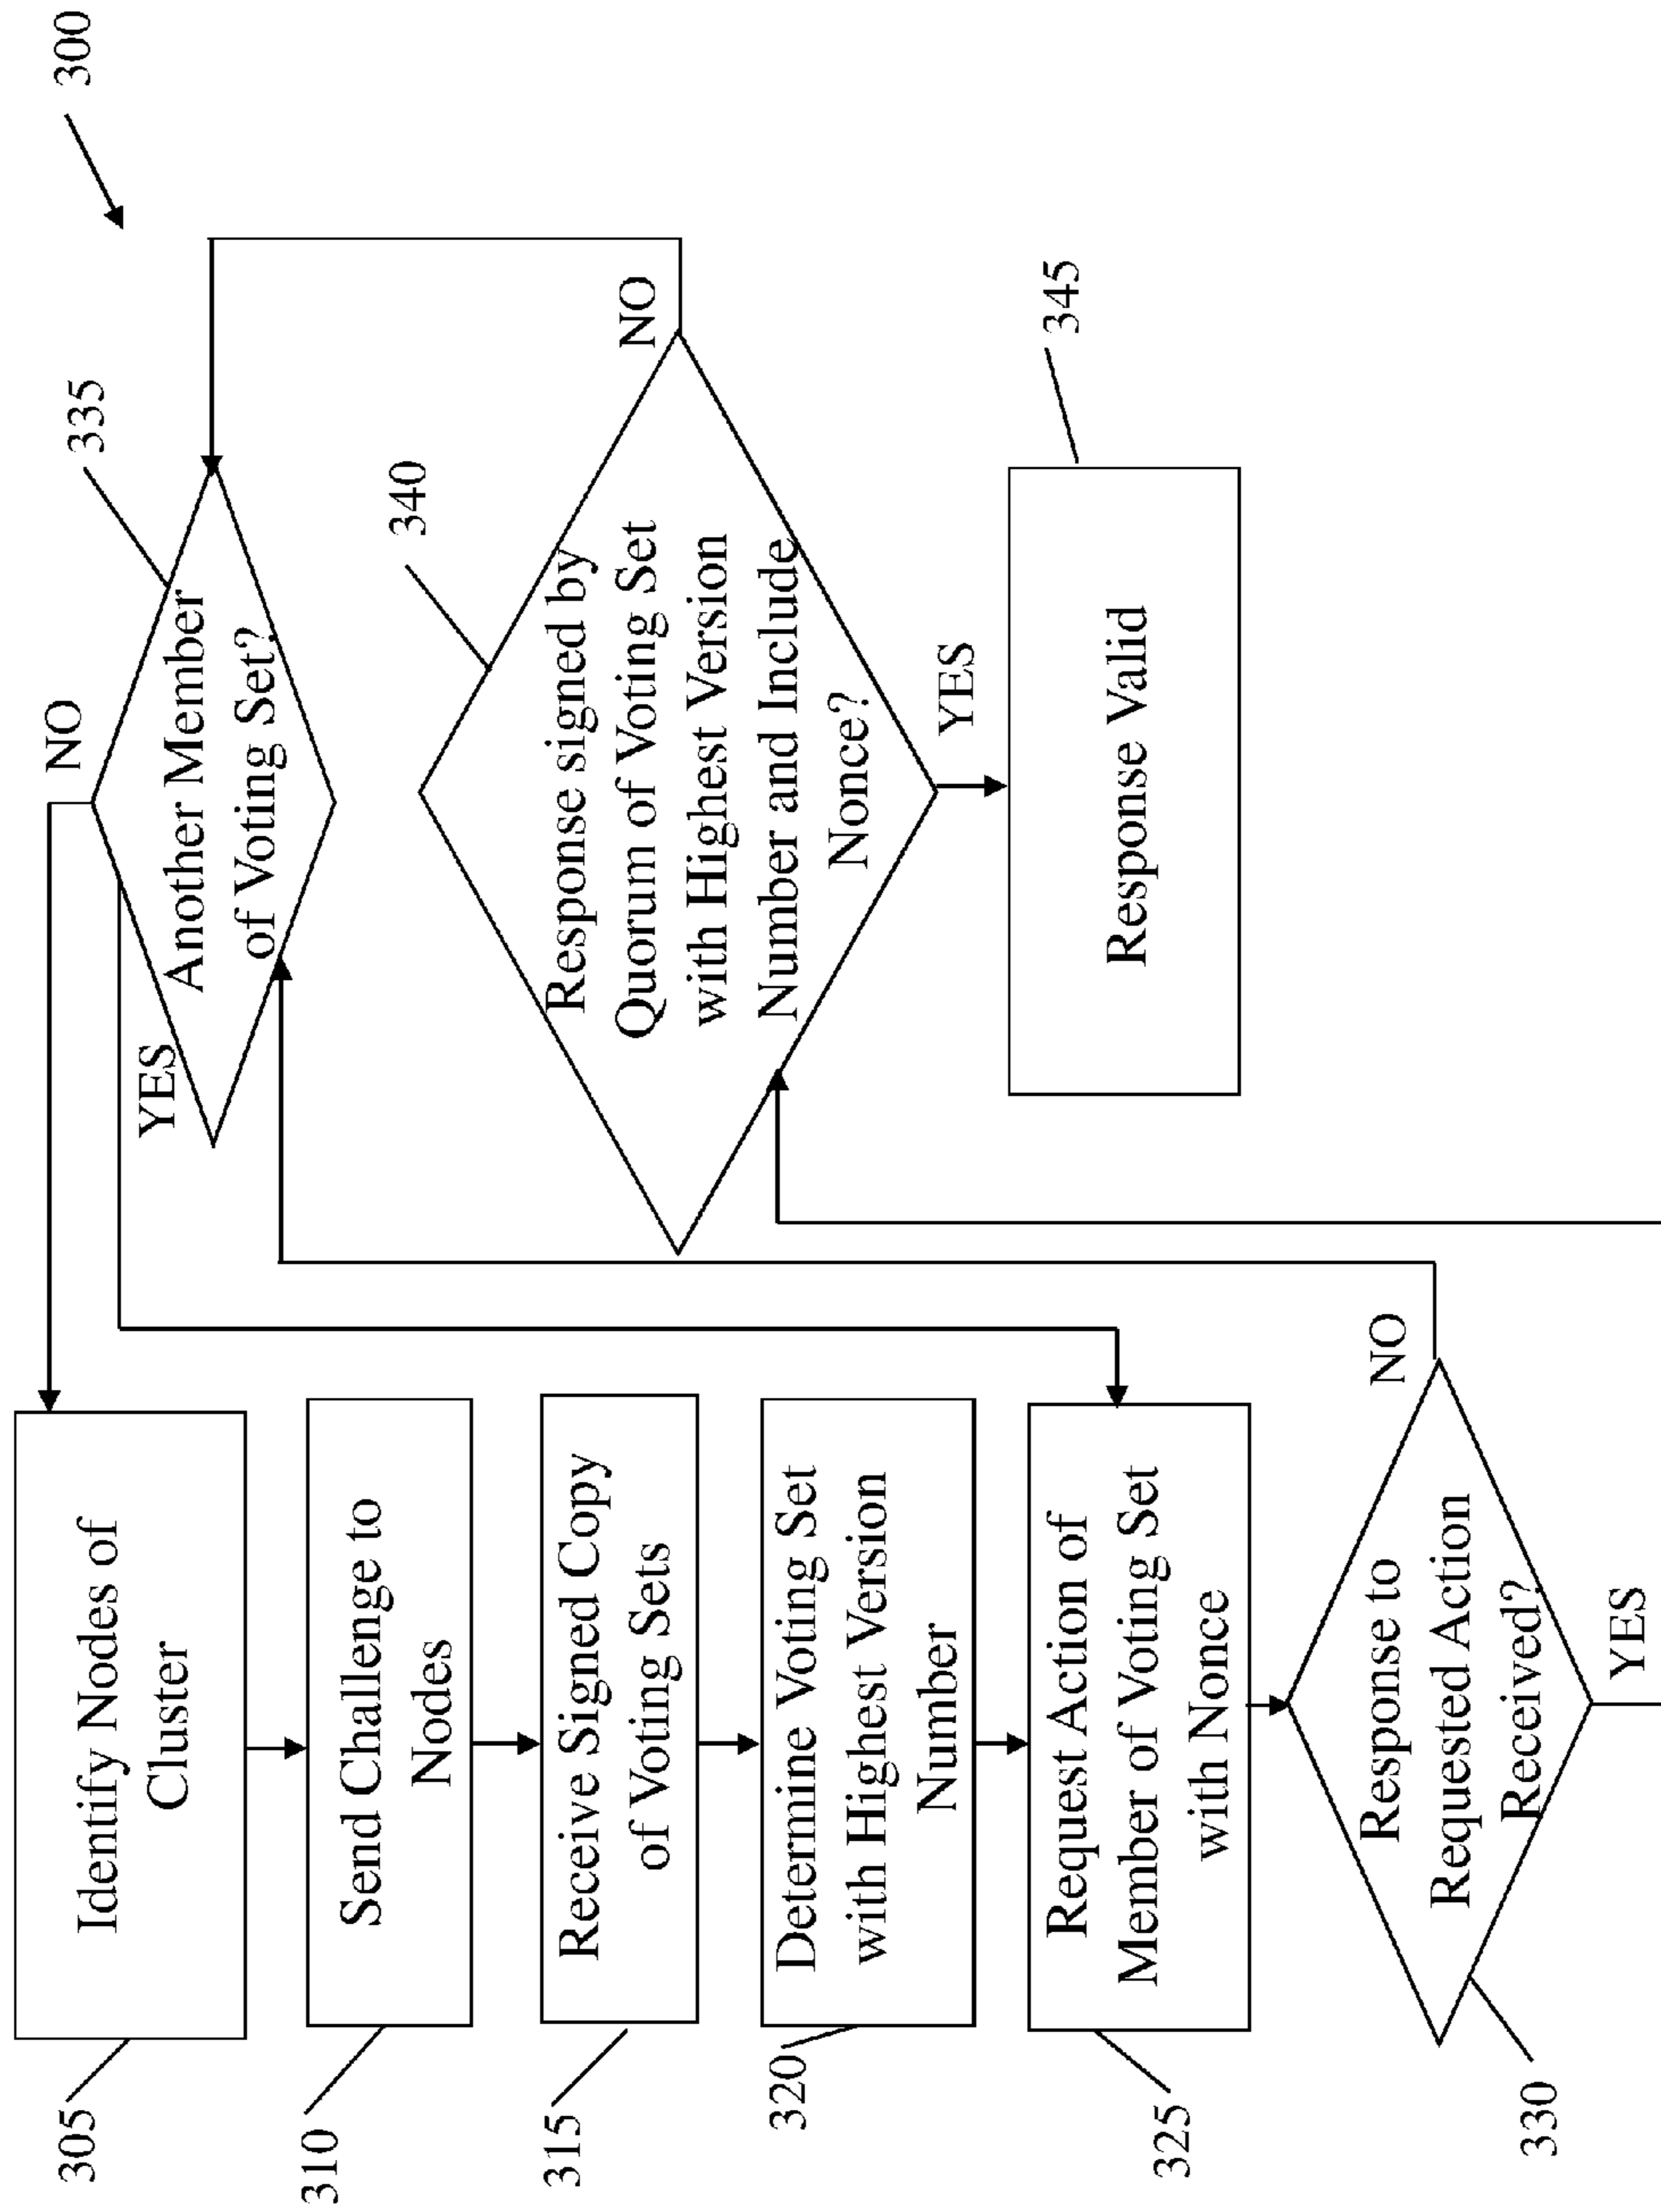 300
305
Identify Nodes of
Cluster
310
Send Challenge to
Nodes
315
Receive Signed Copy
of Voting Sets
320
Determine Voting Set
with Highest Version
Number
325
Request Action of
Member of Voting Set
with Nonce
330
Response to
Requested Action
Received?
NO
YES
335
Another Member
of Voting Set?
NO
YES
340
Response signed by
Quorum of Voting Set
with Highest Version
Number and Include
Nonce?
NO
YES
345
Response Valid